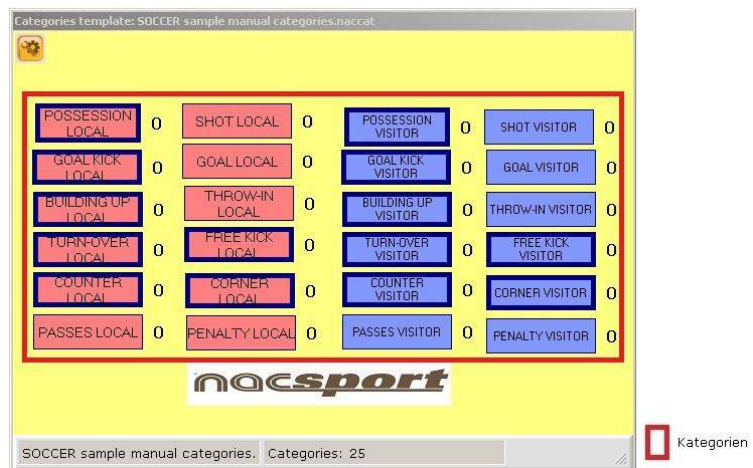 Categories template: SOCCER sample manual categories.naccat
POSSESSION
LOCAL
0
SHOT LOCAL
0
POSSESSION
VISITOR
0
SHOT VISITOR
0
GOAL KICK
LOCAL
0
GOAL LOCAL
0
GOAL KICK
VISITOR
0
GOAL VISITOR
0
BUILDING UP
LOCAL
0
THROW-IN
LOCAL
0
BUILDING UP
VISITOR
0
THROW-IN VISITOR
0
TURN-OVER
LOCAL
0
FREE KICK
LOCAL
0
TURN-OVER
VISITOR
0
FREE KICK
VISITOR
0
COUNTER
LOCAL
0
CORNER
LOCAL
0
COUNTER
VISITOR
0
CORNER VISITOR
0
PASSES LOCAL
0
PENALTY LOCAL
0
PASSES VISITOR
0
PENALTY VISITOR
0
nacsport
SOCCER sample manual categories. Categories: 25
Kategorien